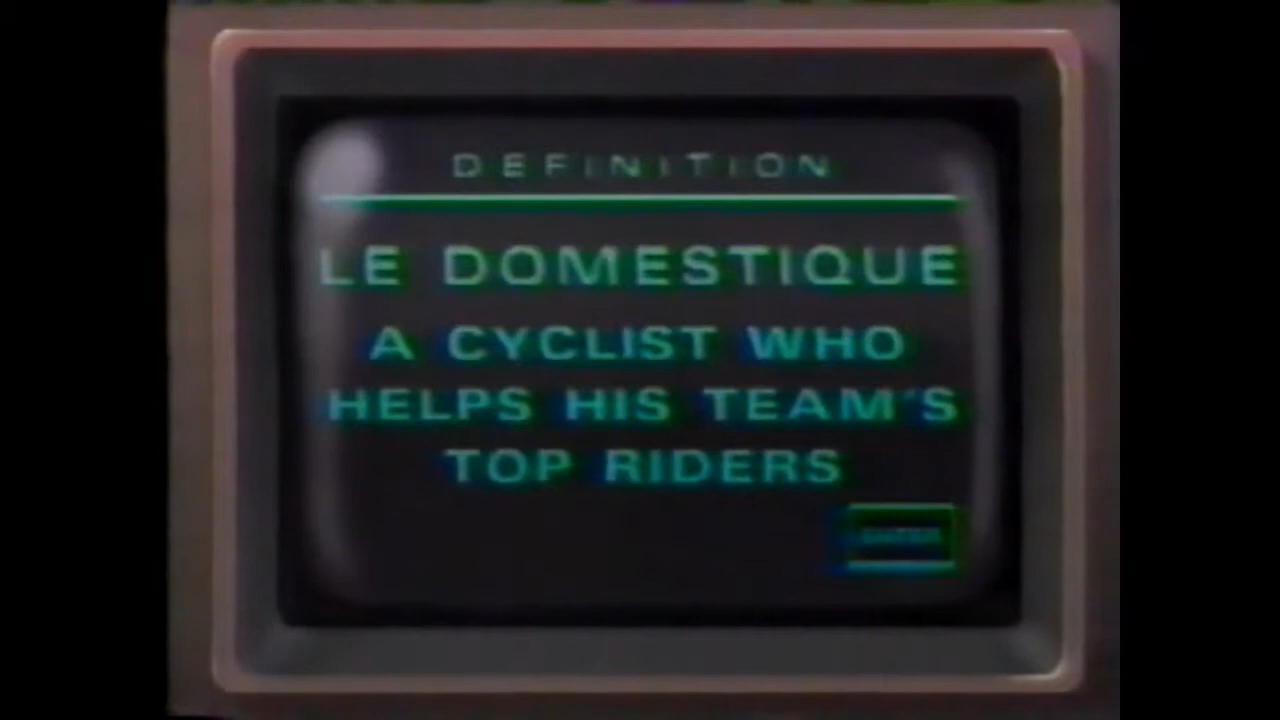 DEFINITION
LE DOMESTIQUE
A CYCLIST WHO
HELPS HIS TEAM'S
TOP RIDERS